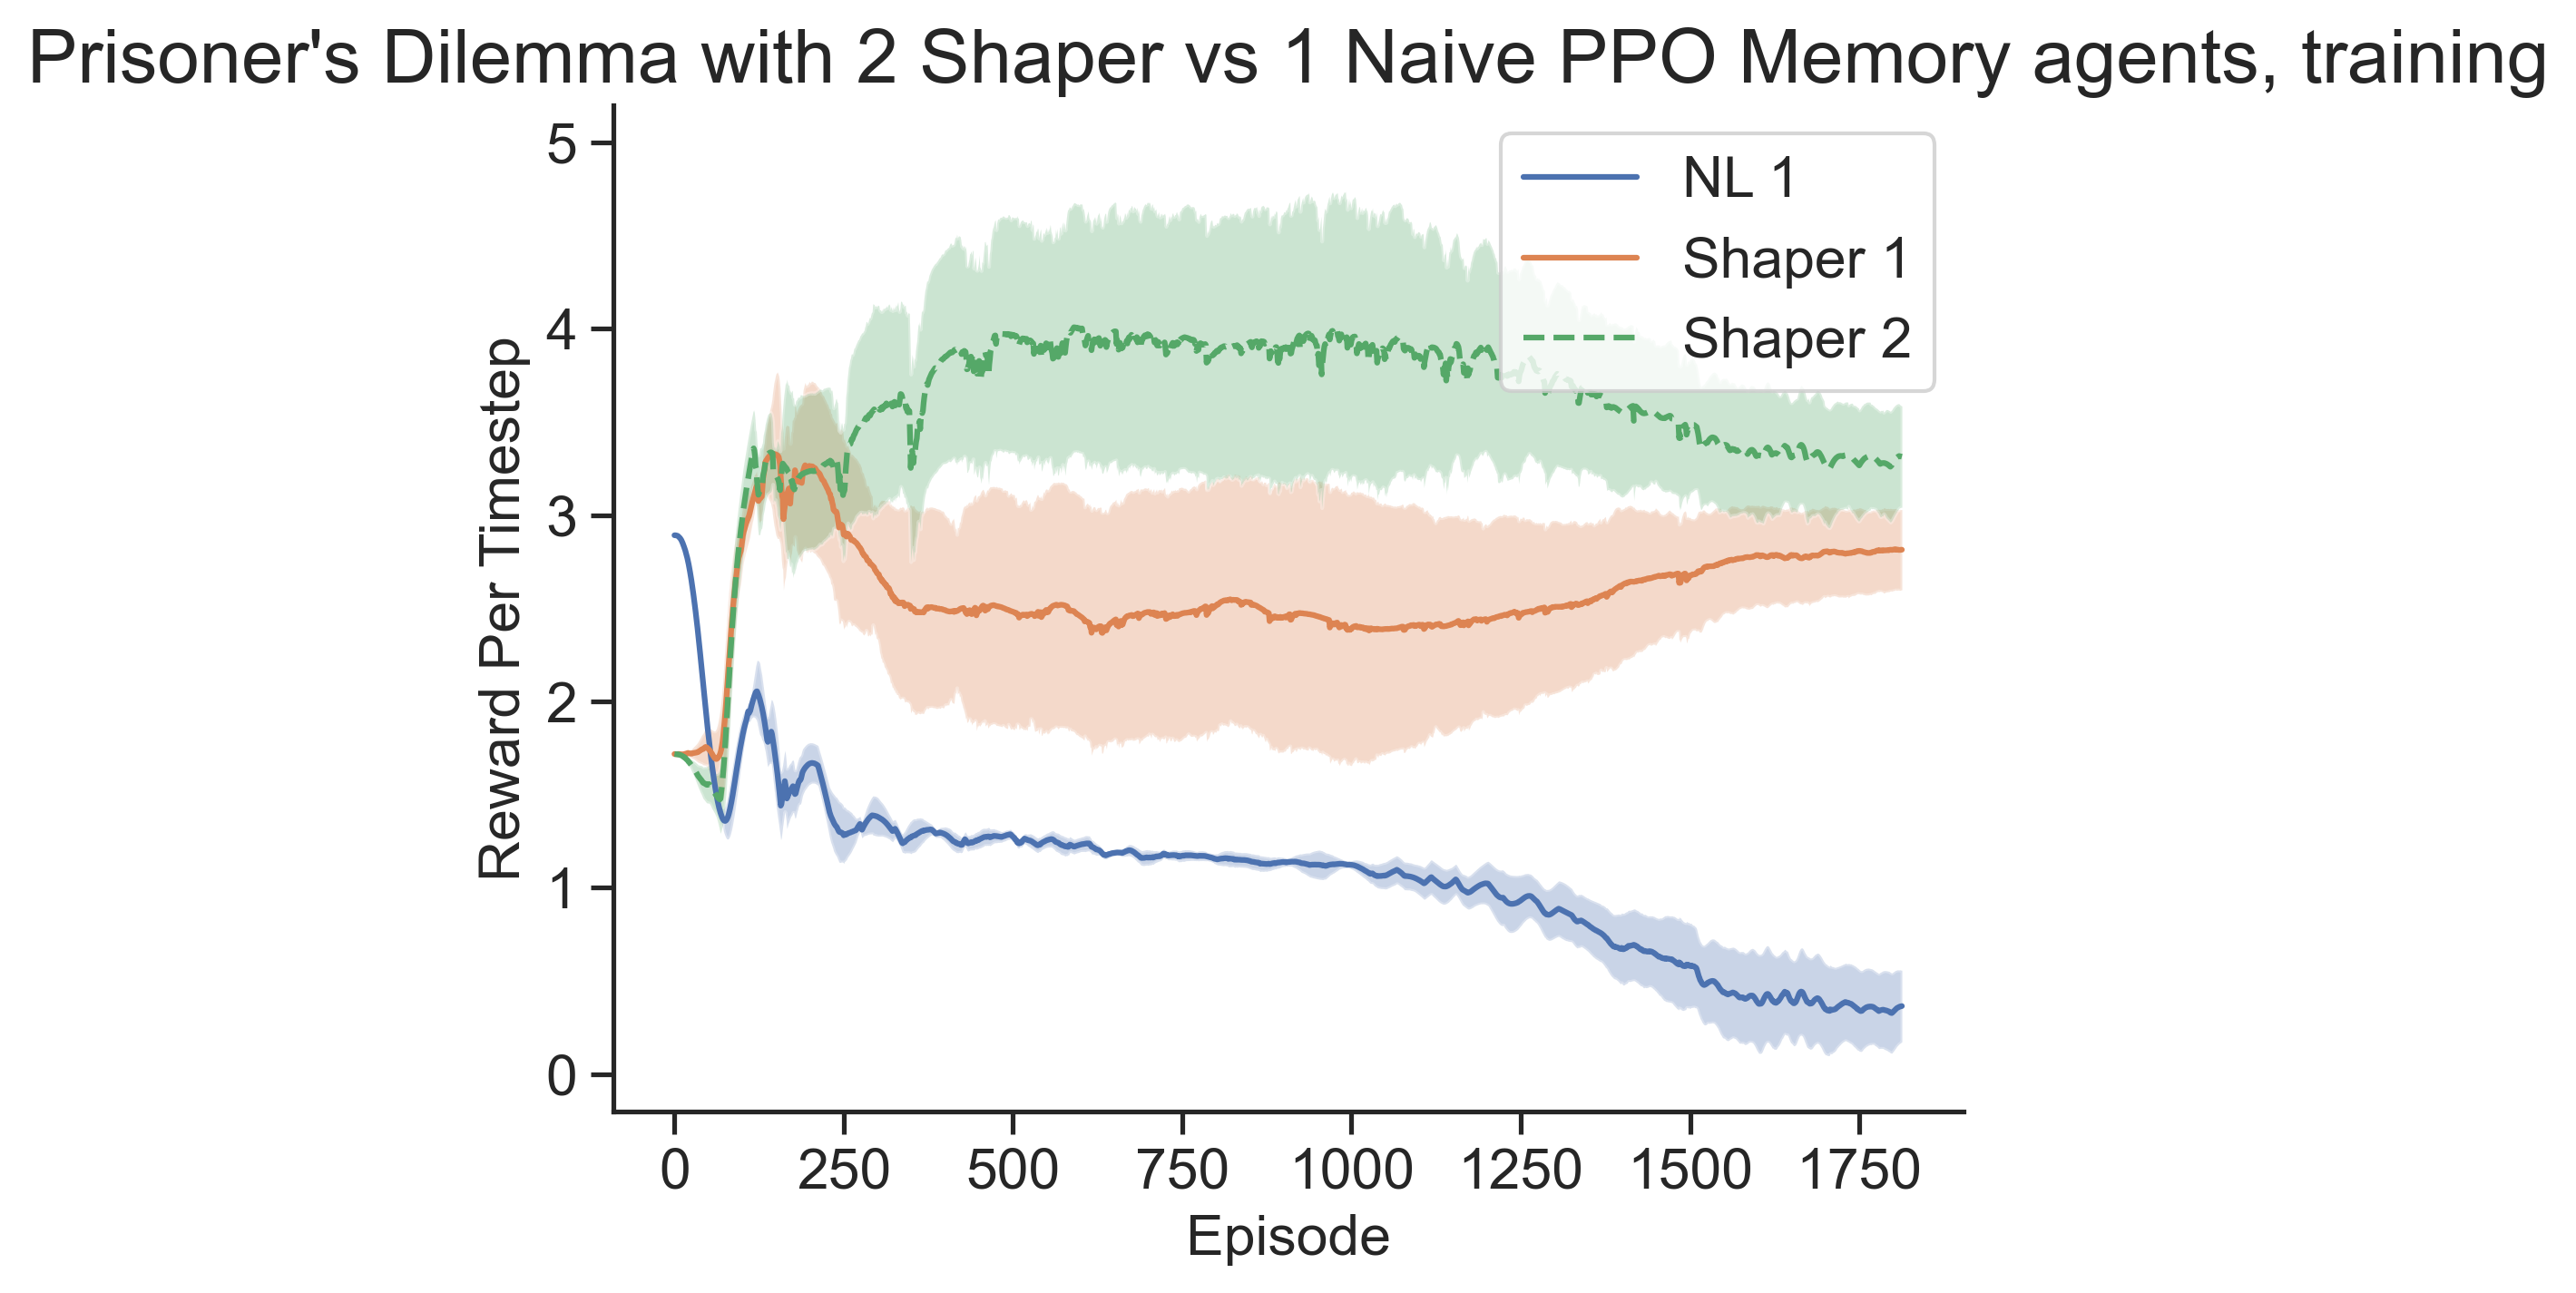 Prisoner's Dilemma with 2 Shaper vs 1 Naive PPO Memory agents, training
NL 1
Shaper 1
Shaper 2
Reward Per Timestep
5
4
3
2
1
0
0 250 500 750 1000 1250 1500 1750
Episode